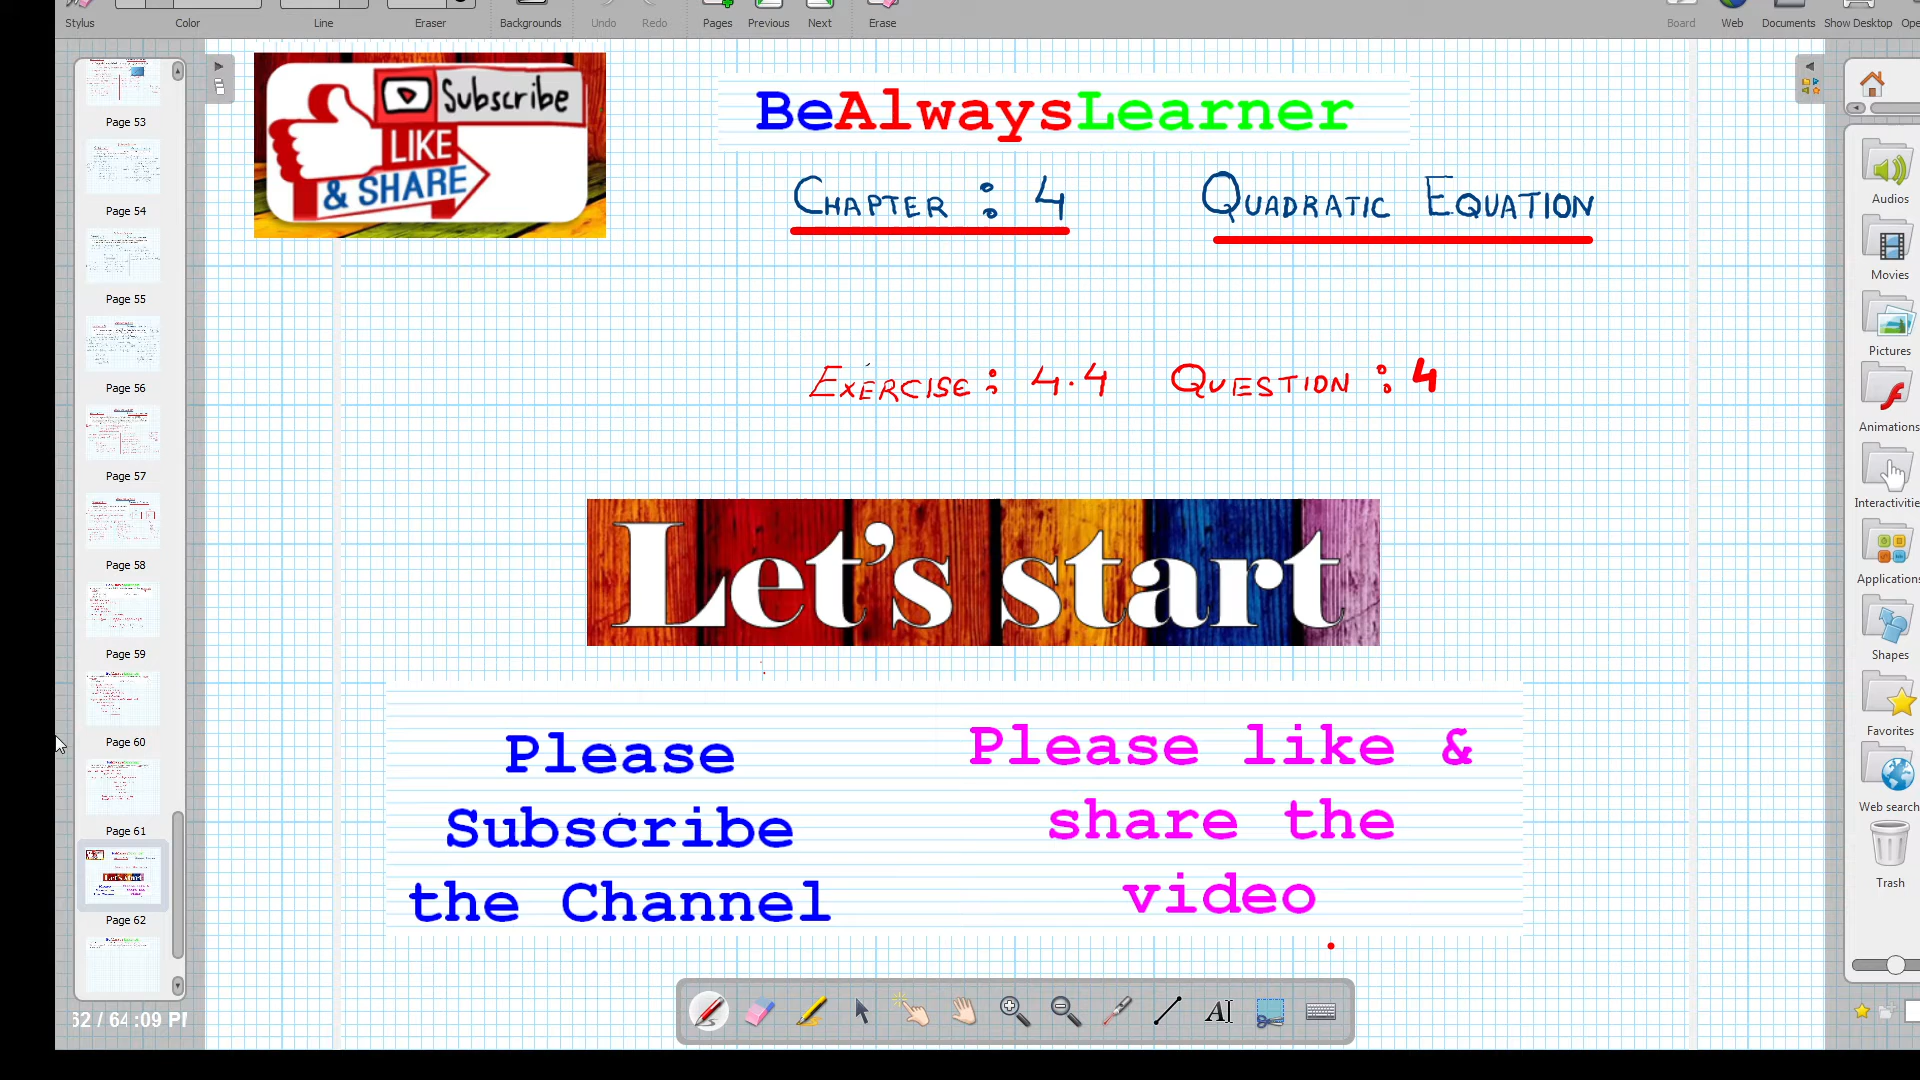 Stylus Color Line Eraser Backgrounds Undo Redo Pages Previous Next Erase Board Web Documents Show Desktop
Subscribe
LIKE
& SHARE
BeAlwaysLearner
CHAPTER : 4 QUADRATIC EQUATION
EXERCISE : 4.4 QUESTION : 4
Let's start
Please
Subscribe
the Channel
Please like &
share the
video
Page 53
Page 54
Page 55
Page 56
Page 57
Page 58
Page 59
Page 60
Page 61
Page 62
Audios
Movies
Pictures
Animations
Interactivitie
Applications
Shapes
Favorites
Web search
Trash
AI